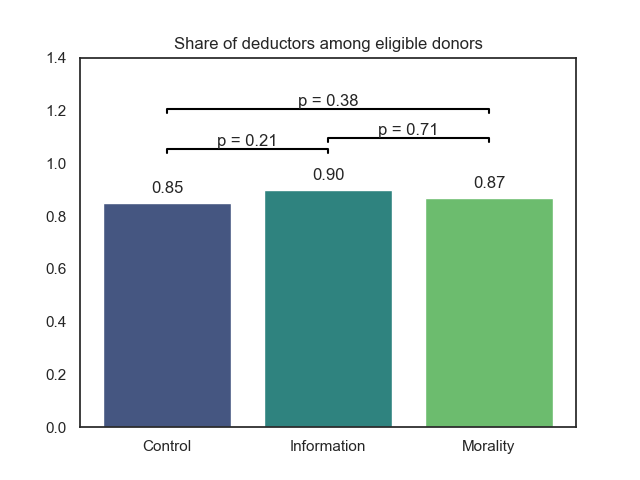 Share of deductors among eligible donors
1.4
1.2
1.0
0.8
0.6
0.4
0.2
0.0
p = 0.38
p = 0.71
p = 0.21
0.85
0.90
0.87
Control
Information
Morality